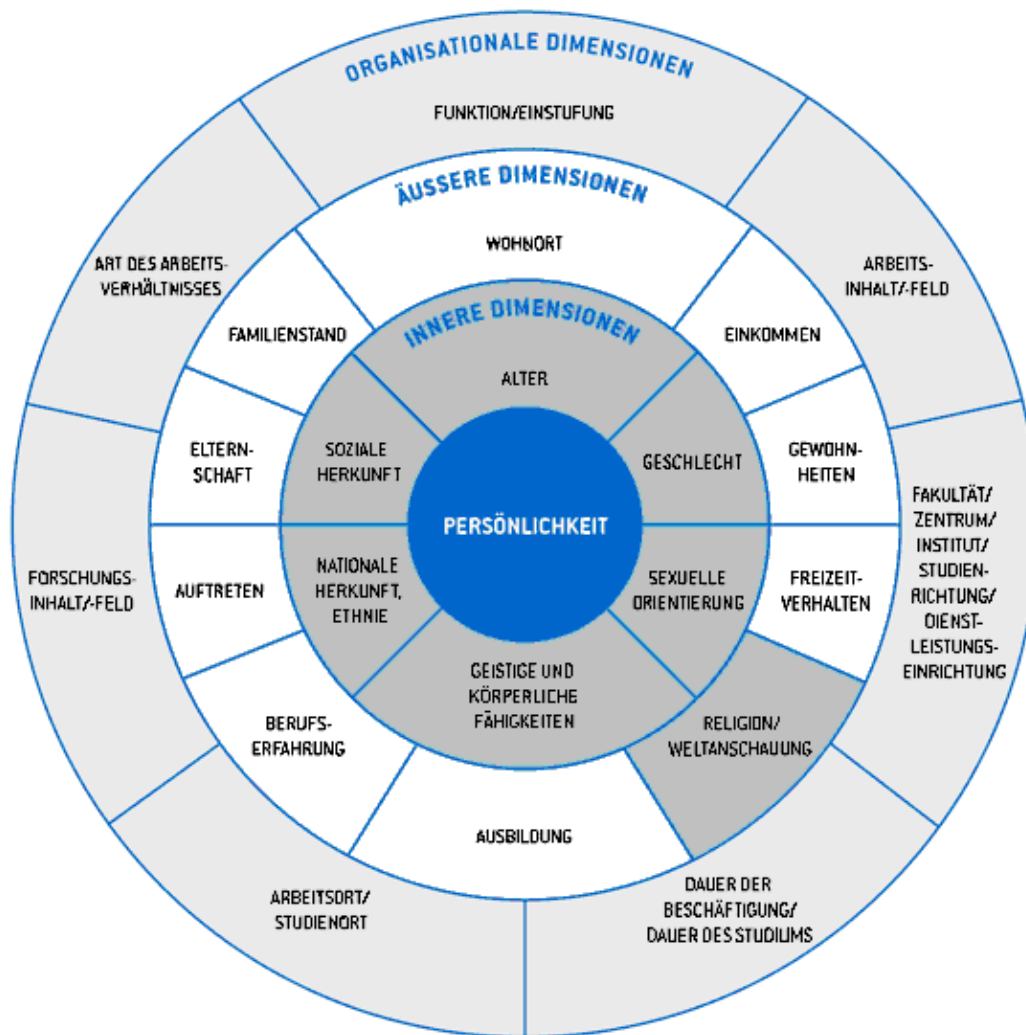 ORGANISATIONALE DIMENSIONEN
FUNKTION/EINSTUFUNG
ÄUSSERE DIMENSIONEN
WOHNORT
ART DES ARBEITS-
VERHÄLTNISSES
ARBEITS-
INHALT/-FELD
FAMILIENSTAND
EINKOMMEN
INNERE DIMENSIONEN
ALTER
ELTERN-
SCHAFT
SOZIALE
HERKUNFT
GESCHLECHT
GEWOHN-
HEITEN
PERSÖNLICHKEIT
FAKULTÄT/
ZENTRUM/
INSTITUT/
STUDIEN-
RICHTUNG/
DIENST-
LEISTUNGS-
EINRICHTUNG
FORSCHUNGS-
INHALT/-FELD
AUFTRETEN
NATIONALE
HERKUNFT,
ETHNIE
SEXUELLE
ORIENTIERUNG
FREIZEIT-
VERHALTEN
GEISTIGE UND
KÖRPERLICHE
FÄHIGKEITEN
BERUFS-
ERFAHRUNG
RELIGION/
WELTANSCHAUUNG
AUSBILDUNG
ARBEITSORT/
STUDIENORT
DAUER DER
BESCHÄFTIGUNG/
DAUER DES STUDIUMS